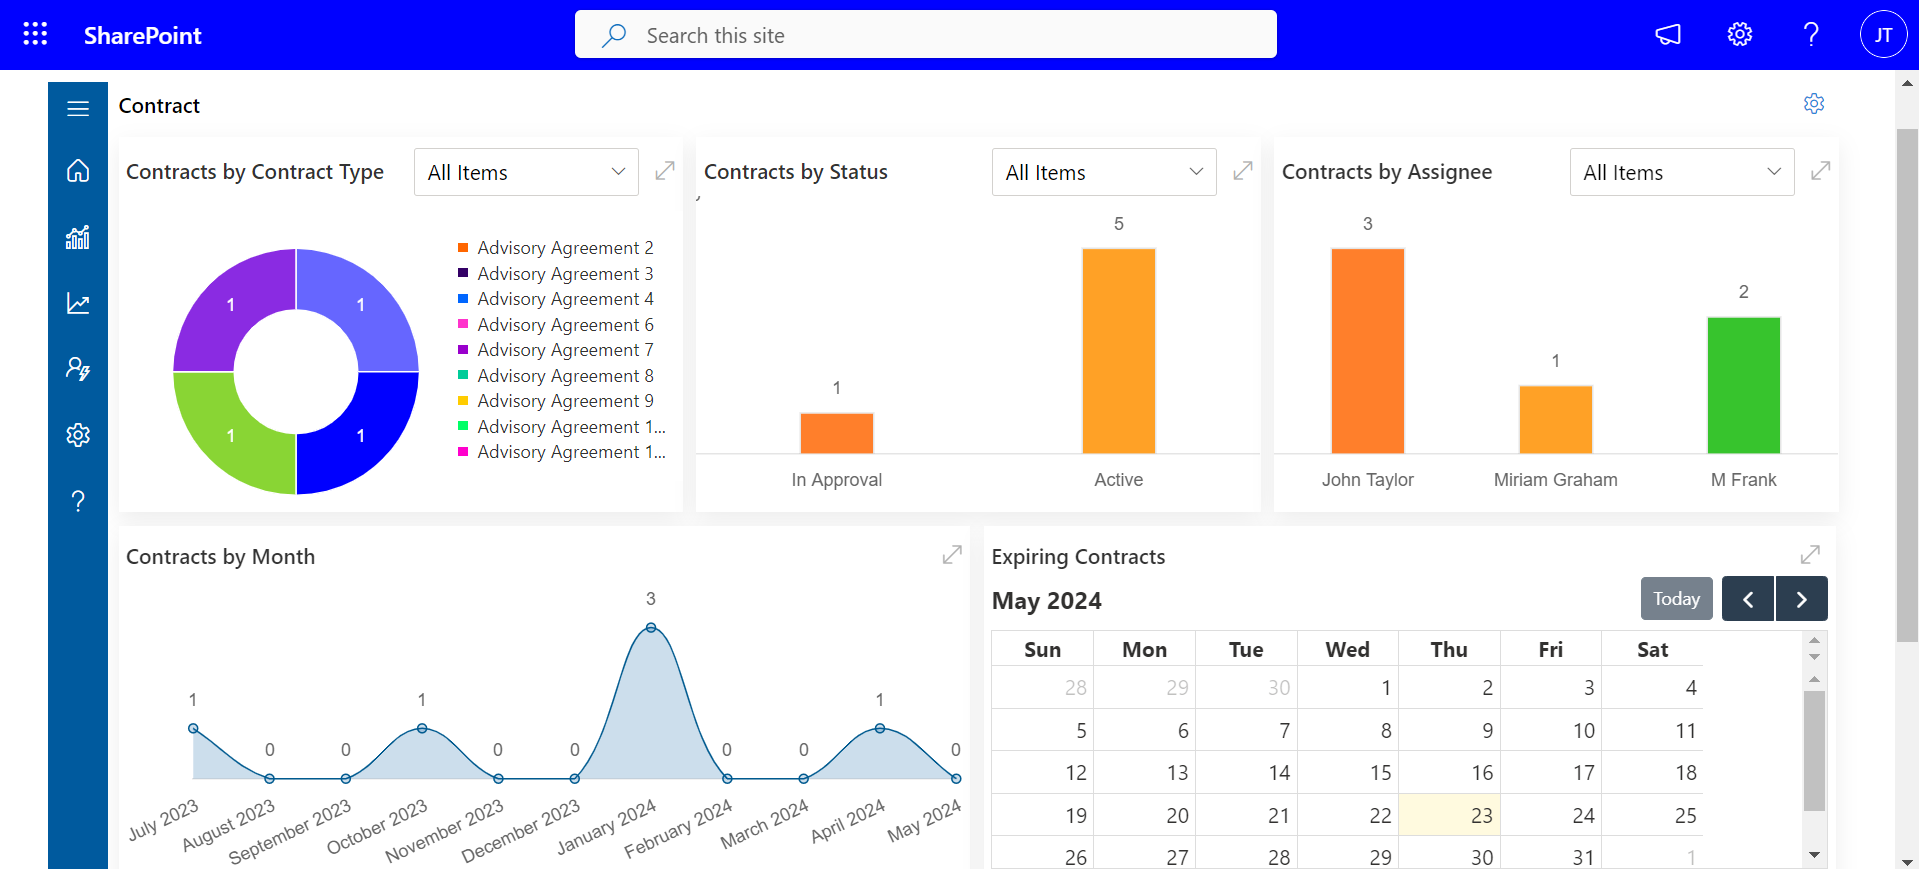 SharePoint
Search this site
JT
Contract
Contracts by Contract Type
All Items
1
1
1
1
Advisory Agreement 2
Advisory Agreement 3
Advisory Agreement 4
Advisory Agreement 6
Advisory Agreement 7
Advisory Agreement 8
Advisory Agreement 9
Advisory Agreement 1...
Advisory Agreement 1...
Contracts by Status
All Items
1
5
In Approval
Active
Contracts by Assignee
All Items
3
1
2
John Taylor
Miriam Graham
M Frank
Contracts by Month
1
0
0
1
0
0
3
0
0
1
0
July 2023
August 2023
September 2023
October 2023
November 2023
December 2023
January 2024
February 2024
March 2024
April 2024
May 2024
Expiring Contracts
May 2024
Today
Sun Mon Tue Wed Thu Fri Sat
28 29 30 1 2 3 4
5 6 7 8 9 10 11
12 13 14 15 16 17 18
19 20 21 22 23 24 25
26 27 28 29 30 31 1